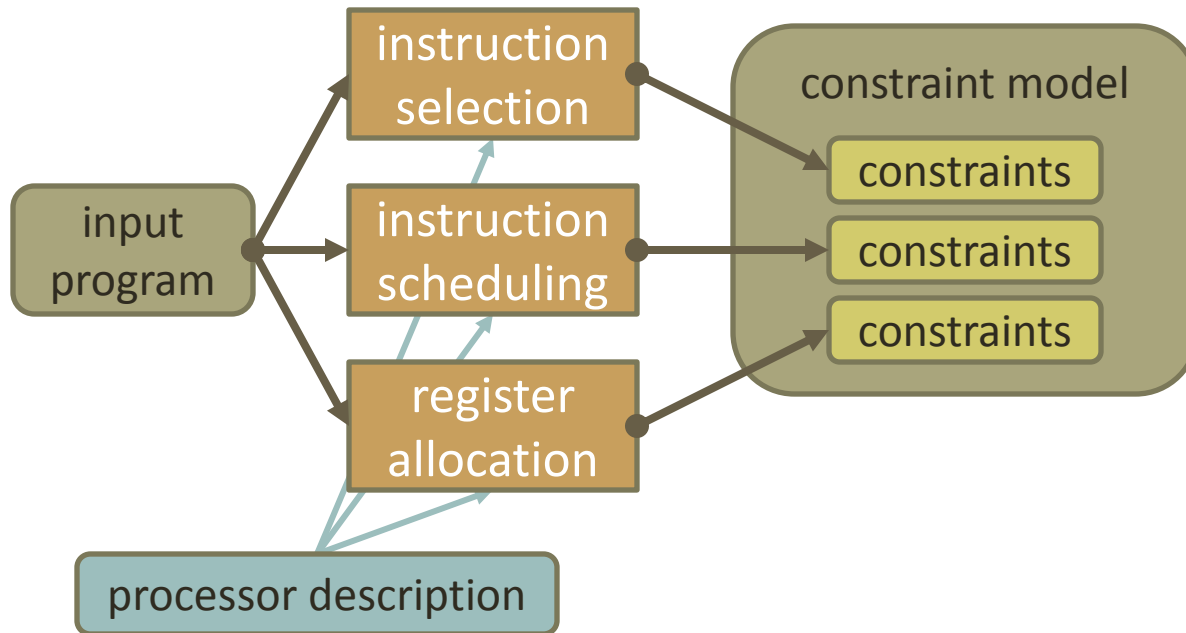 instruction
selection
constraint model
constraints
input
program
instruction
scheduling
constraints
constraints
register
allocation
processor description